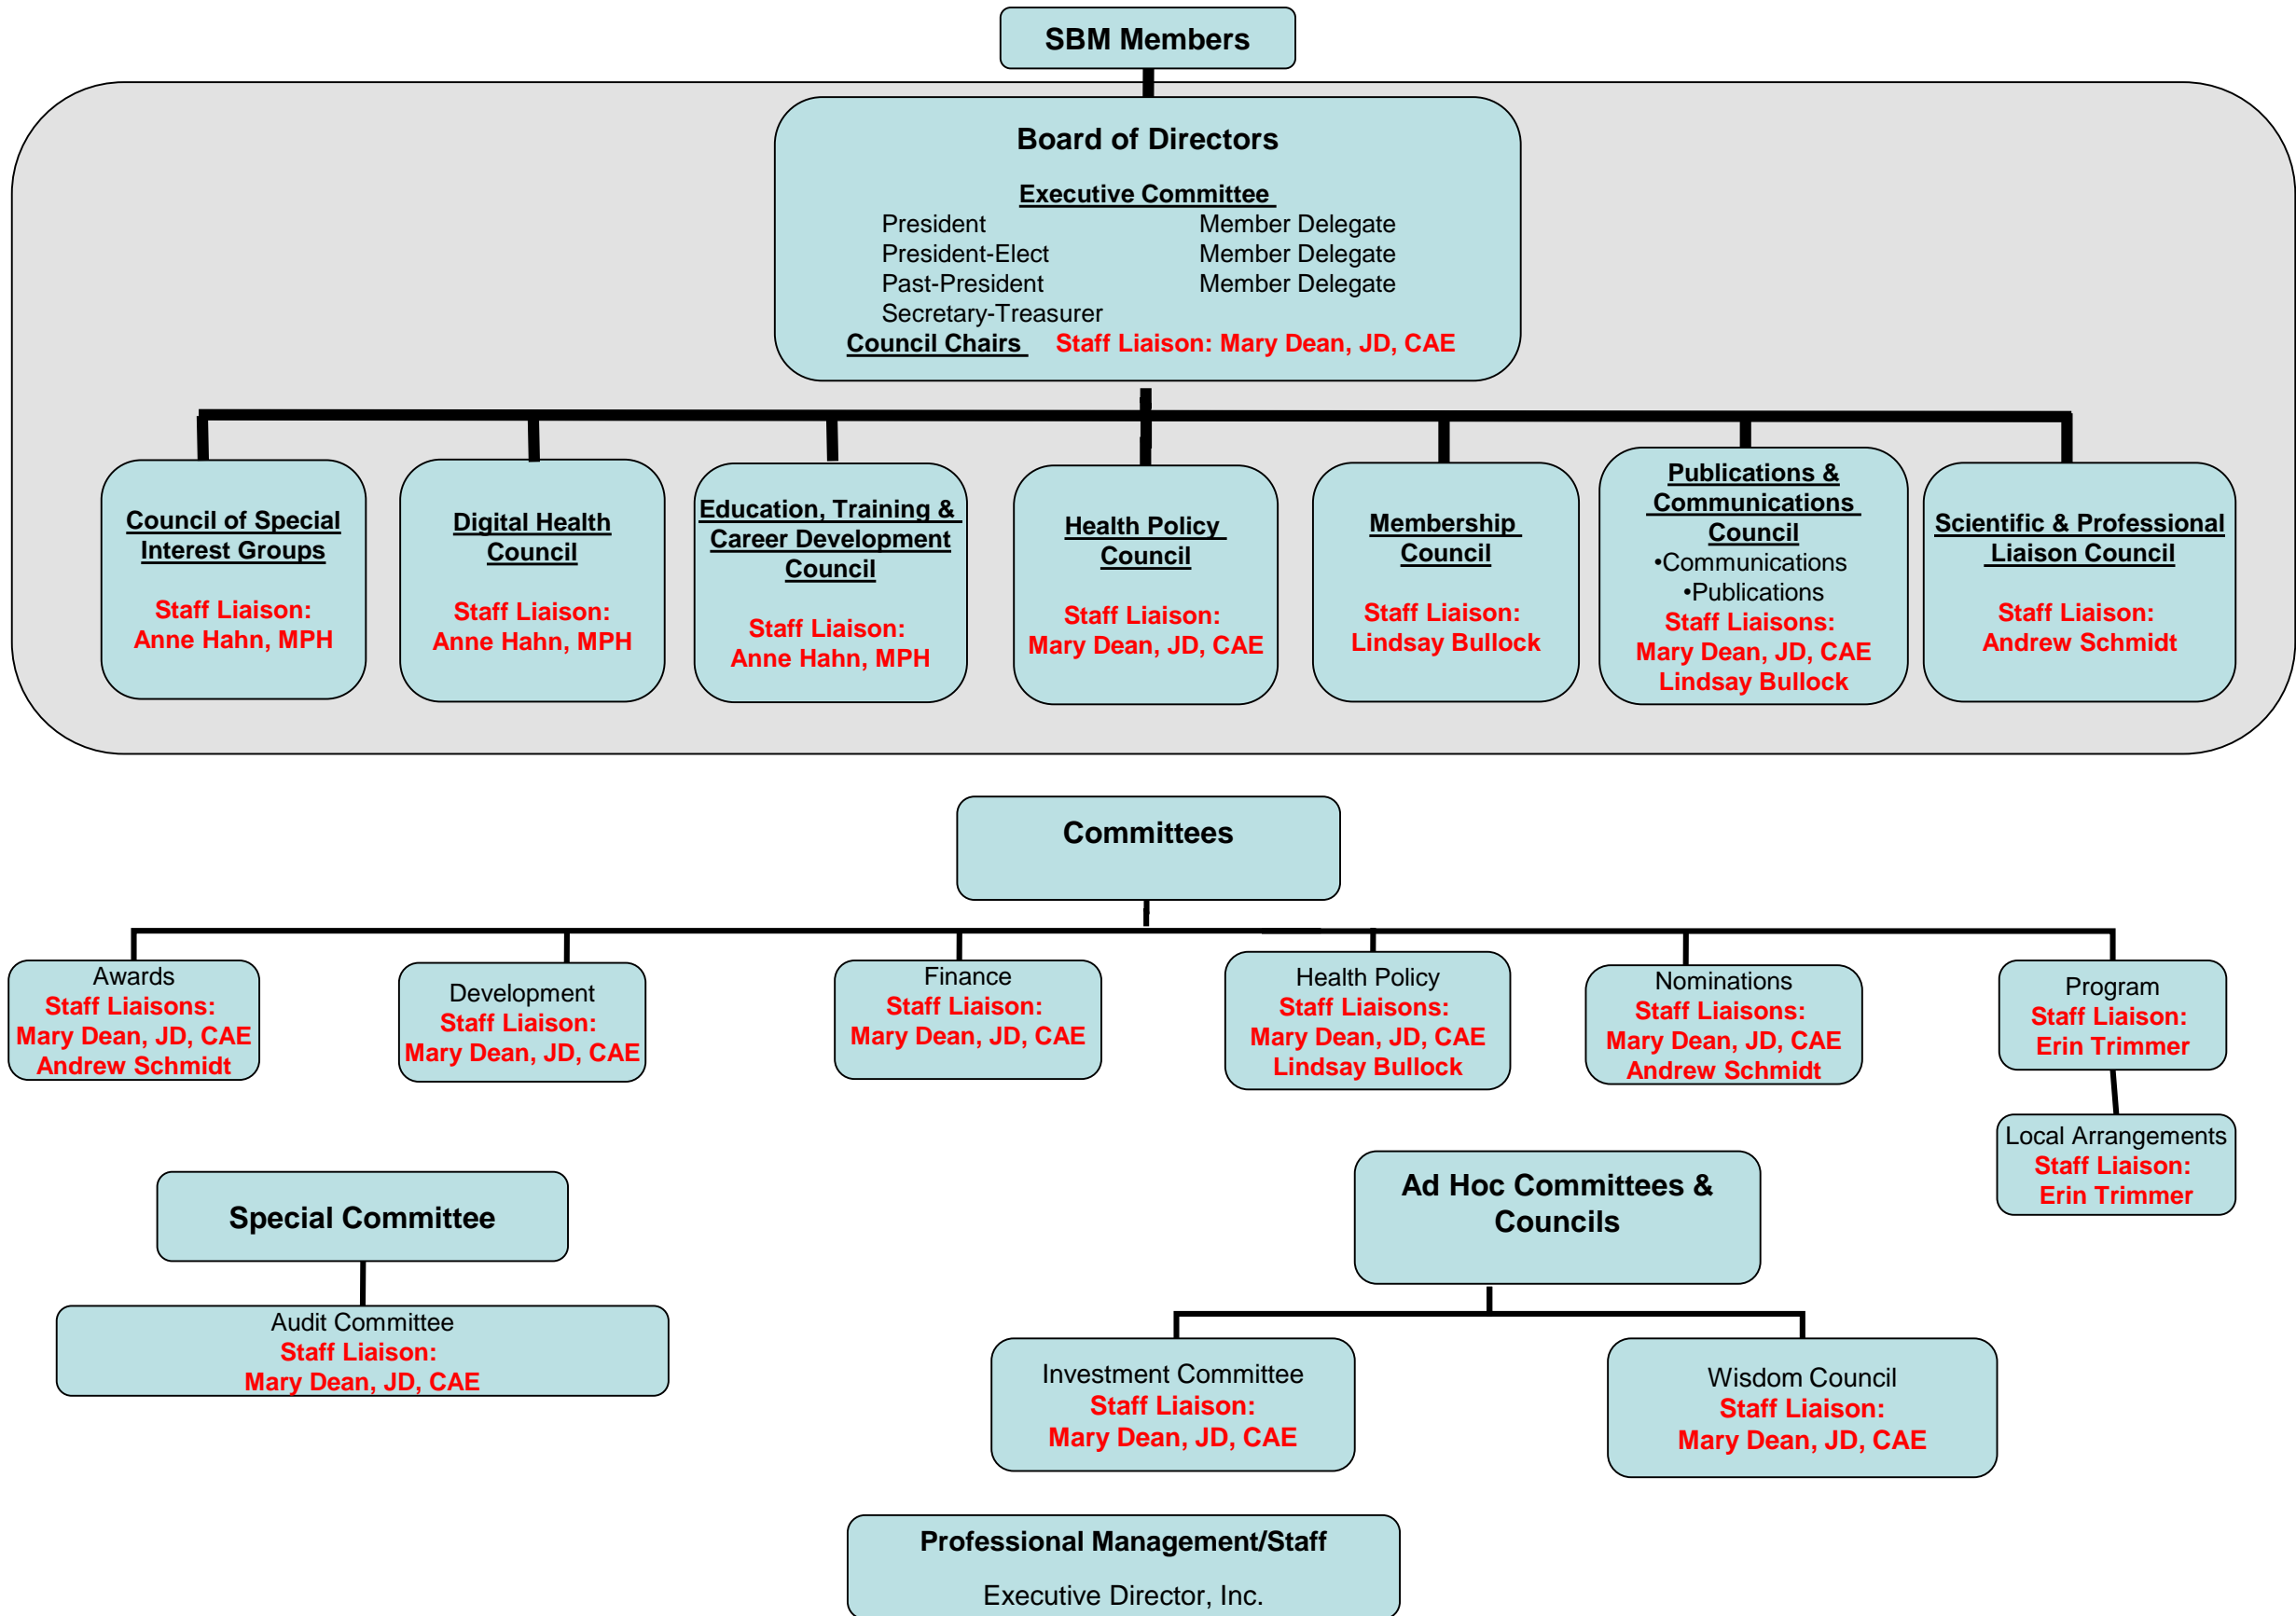 SBM Members
Board of Directors
Executive Committee
President Member Delegate
President-Elect Member Delegate
Past-President Member Delegate
Secretary-Treasurer
Council Chairs Staff Liaison: Mary Dean, JD, CAE
Council of Special
Interest Groups
Staff Liaison:
Anne Hahn, MPH
Digital Health
Council
Staff Liaison:
Anne Hahn, MPH
Education, Training &
Career Development
Council
Staff Liaison:
Anne Hahn, MPH
Health Policy
Council
Staff Liaison:
Mary Dean, JD, CAE
Membership
Council
Staff Liaison:
Lindsay Bullock
Publications &
Communications
Council
•Communications
•Publications
Staff Liaisons:
Mary Dean, JD, CAE
Lindsay Bullock
Scientific & Professional
Liaison Council
Staff Liaison:
Andrew Schmidt
Committees
Awards
Staff Liaisons:
Mary Dean, JD, CAE
Andrew Schmidt
Development
Staff Liaison:
Mary Dean, JD, CAE
Finance
Staff Liaison:
Mary Dean, JD, CAE
Health Policy
Staff Liaisons:
Mary Dean, JD, CAE
Lindsay Bullock
Nominations
Staff Liaisons:
Mary Dean, JD, CAE
Andrew Schmidt
Program
Staff Liaison:
Erin Trimmer
Local Arrangements
Staff Liaison:
Erin Trimmer
Special Committee
Audit Committee
Staff Liaison:
Mary Dean, JD, CAE
Ad Hoc Committees &
Councils
Investment Committee
Staff Liaison:
Mary Dean, JD, CAE
Wisdom Council
Staff Liaison:
Mary Dean, JD, CAE
Professional Management/Staff
Executive Director, Inc.